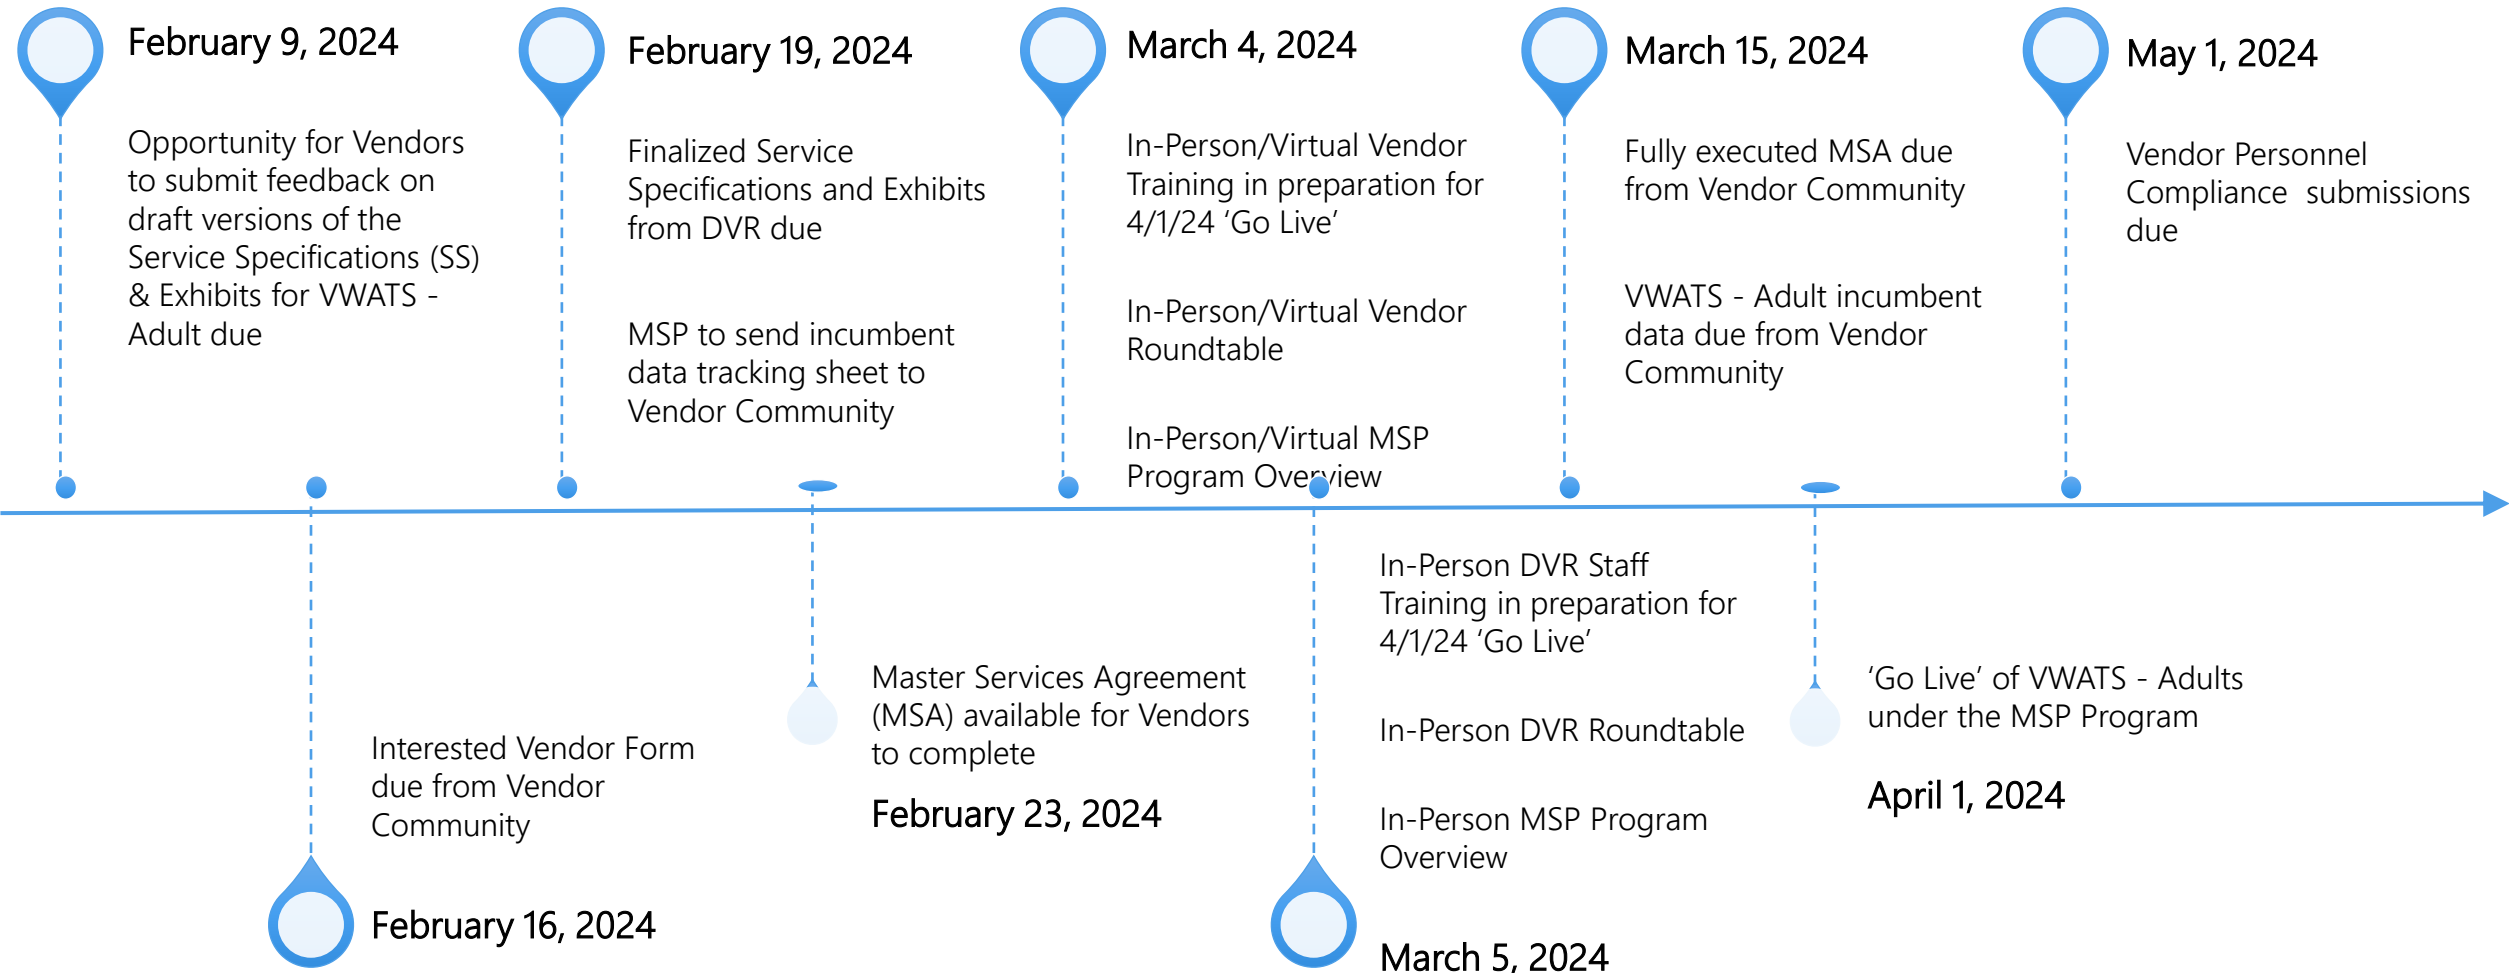 February 9, 2024
Opportunity for Vendors
to submit feedback on
draft versions of the
Service Specifications (SS)
& Exhibits for VWATS -
Adult due
Interested Vendor Form
due from Vendor
Community
February 16, 2024
February 19, 2024
Finalized Service
Specifications and Exhibits
from DVR due
MSP to send incumbent
data tracking sheet to
Vendor Community
Master Services Agreement
(MSA) available for Vendors
to complete
February 23, 2024
March 4, 2024
In-Person/Virtual Vendor
Training in preparation for
4/1/24 ‘Go Live’
In-Person/Virtual Vendor
Roundtable
In-Person/Virtual MSP
Program Overview
In-Person DVR Staff
Training in preparation for
4/1/24 ‘Go Live’
In-Person DVR Roundtable
In-Person MSP Program
Overview
March 5, 2024
March 15, 2024
Fully executed MSA due
from Vendor Community
VWATS - Adult incumbent
data due from Vendor
Community
‘Go Live’ of VWATS - Adults
under the MSP Program
April 1, 2024
May 1, 2024
Vendor Personnel
Compliance  submissions
due